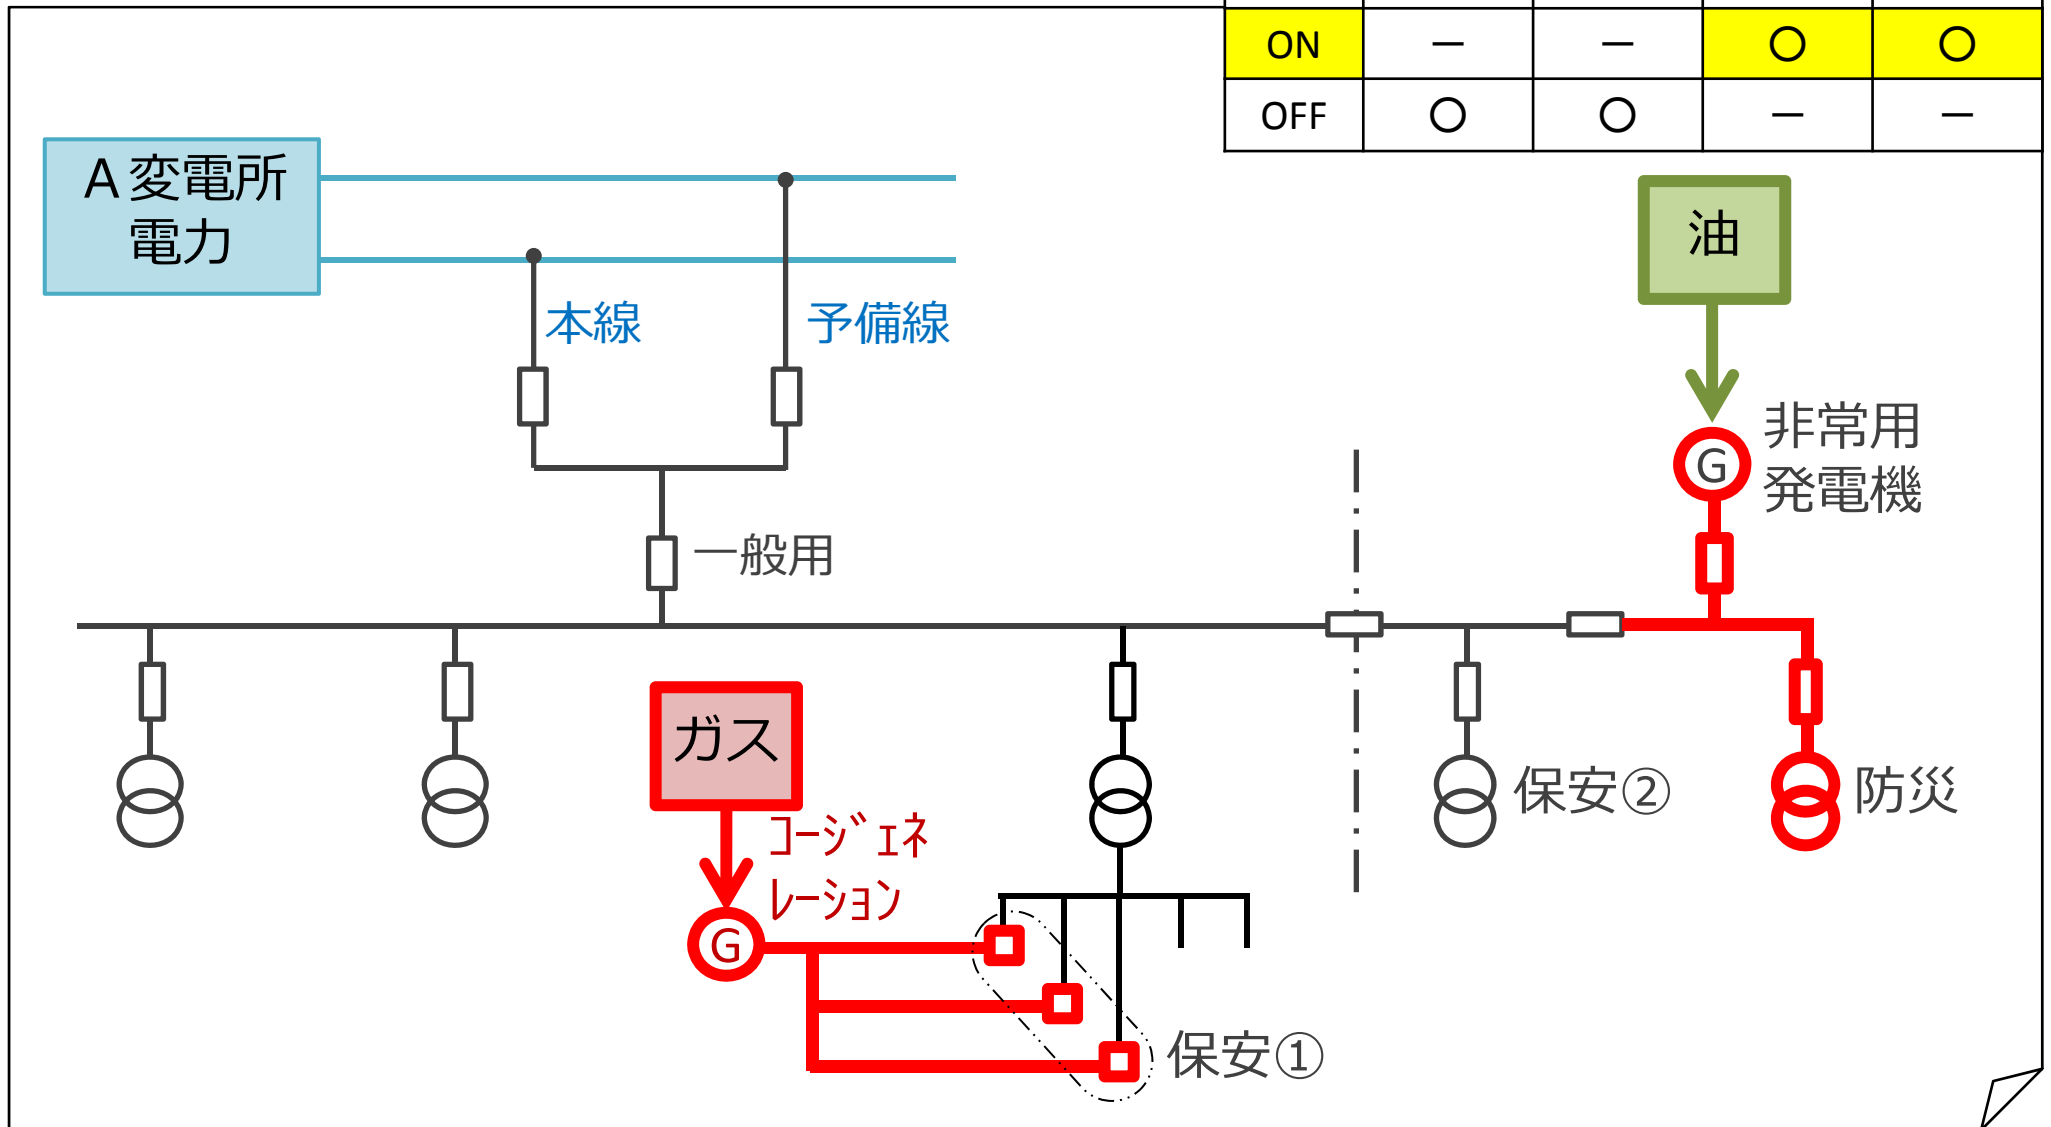 ON － － ○ ○
OFF ○ ○ － －
A変電所
電力
油
本線
予備線
非常用
発電機
G
一般用
ガス
コージェネ
レーション
G
保安②
防災
保安①